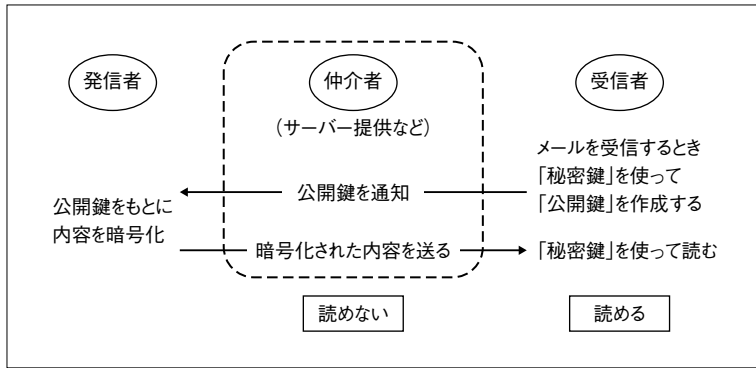 発信者
仲介者
受信者
（サーバー提供など）
メールを受信するとき
「秘密鍵」を使って
「公開鍵」を作成する
公開鍵を通知
公開鍵をもとに
内容を暗号化
暗号化された内容を送る
「秘密鍵」を使って読む
読めない
読める